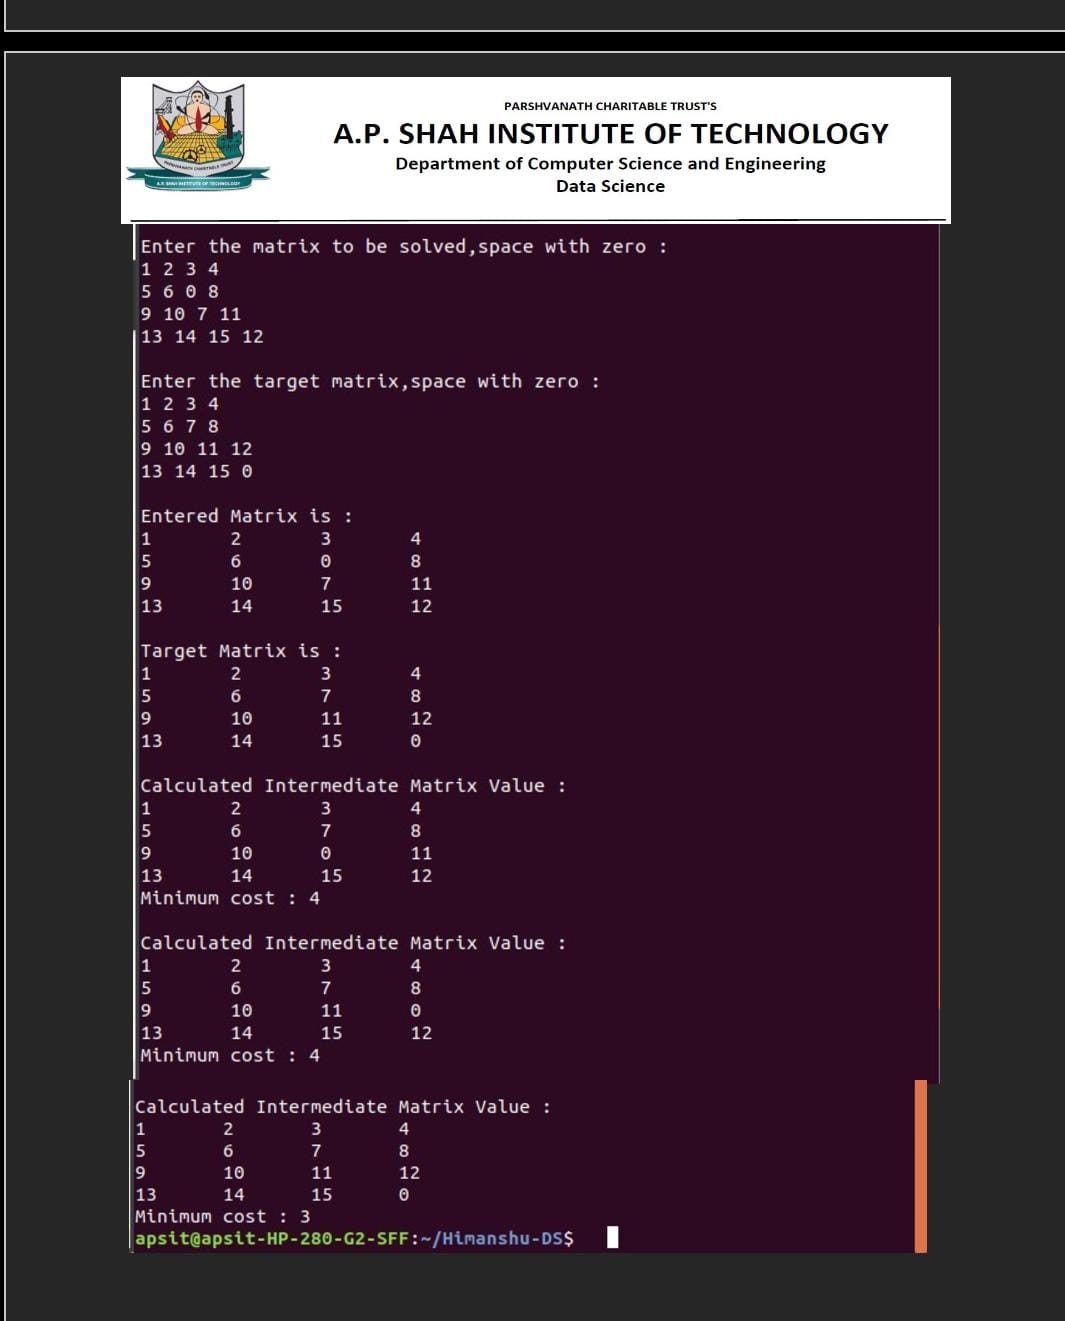 PARSHVANATH CHARITABLE TRUST'S
A.P. SHAH INSTITUTE OF TECHNOLOGY
Department of Computer Science and Engineering
Data Science
PARSHVANATH CHARITABLE TRUST
A.P. SHAH INSTITUTE OF TECHNOLOGY
Enter the matrix to be solved,space with zero :
1 2 3 4
5 6 0 8
9 10 7 11
13 14 15 12
Enter the target matrix,space with zero :
1 2 3 4
5 6 7 8
9 10 11 12
13 14 15 0
Entered Matrix is :
1 2 3 4
5 6 0 8
9 10 7 11
13 14 15 12
Target Matrix is :
1 2 3 4
5 6 7 8
9 10 11 12
13 14 15 0
Calculated Intermediate Matrix Value :
1 2 3 4
5 6 7 8
9 10 0 11
13 14 15 12
Minimum cost : 4
Calculated Intermediate Matrix Value :
1 2 3 4
5 6 7 8
9 10 11 0
13 14 15 12
Minimum cost : 4
Calculated Intermediate Matrix Value :
1 2 3 4
5 6 7 8
9 10 11 12
13 14 15 0
Minimum cost : 3
apsit@apsit-HP-280-G2-SFF:~/Himanshu-DS$